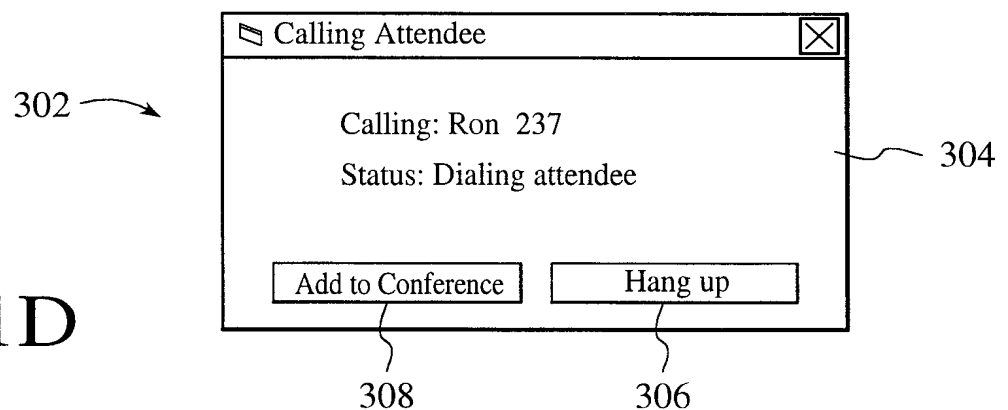 Calling Attendee
302
Calling: Ron 237
304
Status: Dialing attendee
Add to Conference
Hang up
1D
308
306